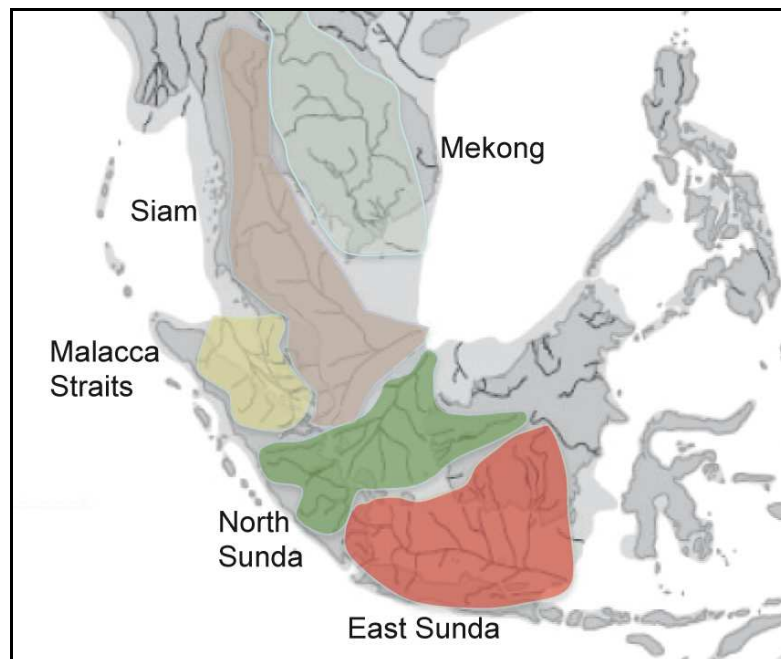 Mekong
Siam
Malacca
Straits
North
Sunda
East Sunda